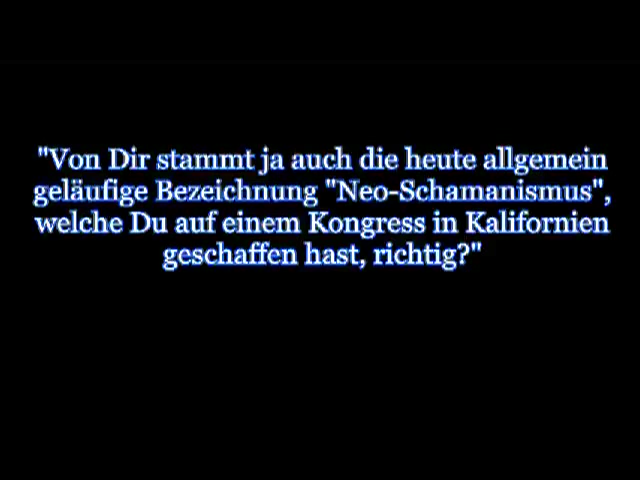 "Von Dir stammt ja auch die heute allgemein
geläufige Bezeichnung "Neo-Schamanismus",
welche Du auf einem Kongress in Kalifornien
geschaffen hast, richtig?"